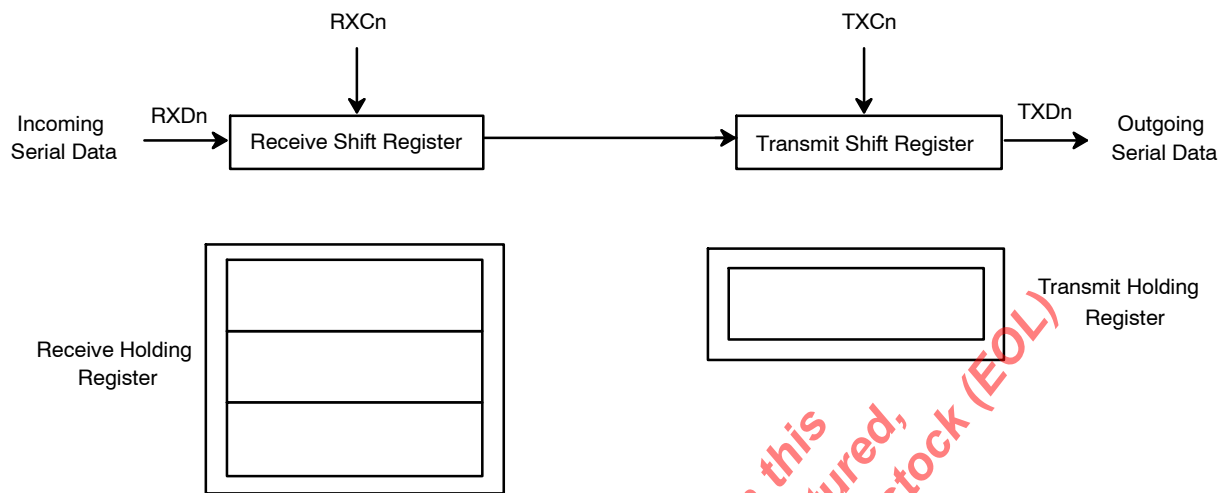 RXCn
TXCn
Incoming
Serial Data
RXDn
Receive Shift Register
Transmit Shift Register
TXDn
Outgoing
Serial Data
Receive Holding
Register
Transmit Holding
Register
this
tured,
stock (EOL)